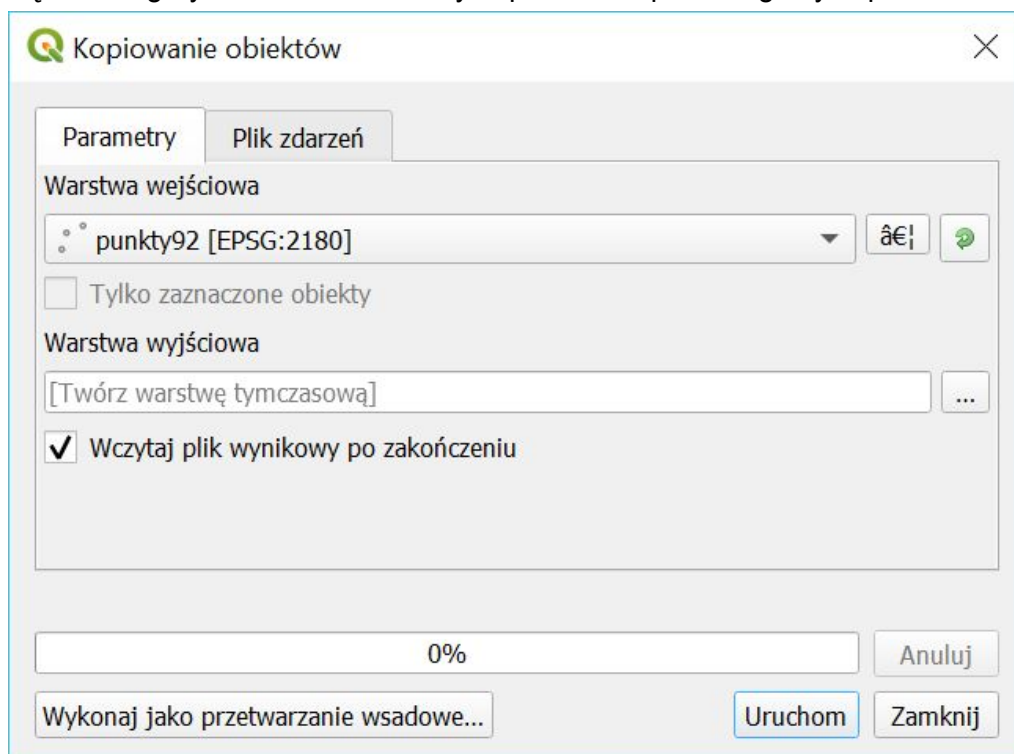 Kopiowanie obiektów
Parametry Plik zdarzeń
Warstwa wejściowa
punkty92 [EPSG:2180] â€¦
Tylko zaznaczone obiekty
Warstwa wyjściowa
[Twórz warstwę tymczasową] ...
Wczytaj plik wynikowy po zakończeniu
0% Anuluj
Wykonaj jako przetwarzanie wsadowe... Uruchom Zamknij